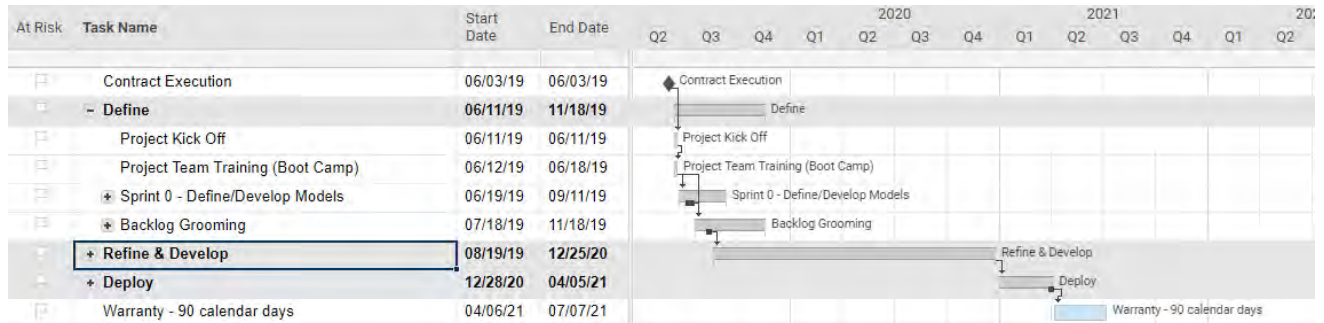 At Risk Task Name Start Date End Date 2020 2021 202
Q2 Q3 Q4 Q1 Q2 Q3 Q4 Q1 Q2 Q3 Q4 Q1 Q2
Contract Execution 06/03/19 06/03/19 Contract Execution
− Define 06/11/19 11/18/19 Define
Project Kick Off 06/11/19 06/11/19 Project Kick Off
Project Team Training (Boot Camp) 06/12/19 06/18/19 Project Team Training (Boot Camp)
+ Sprint 0 - Define/Develop Models 06/19/19 09/11/19 Sprint 0 - Define/Develop Models
+ Backlog Grooming 07/18/19 11/18/19 Backlog Grooming
+ Refine & Develop 08/19/19 12/25/20 Refine & Develop
+ Deploy 12/28/20 04/05/21 Deploy
Warranty - 90 calendar days 04/06/21 07/07/21 Warranty - 90 calendar days